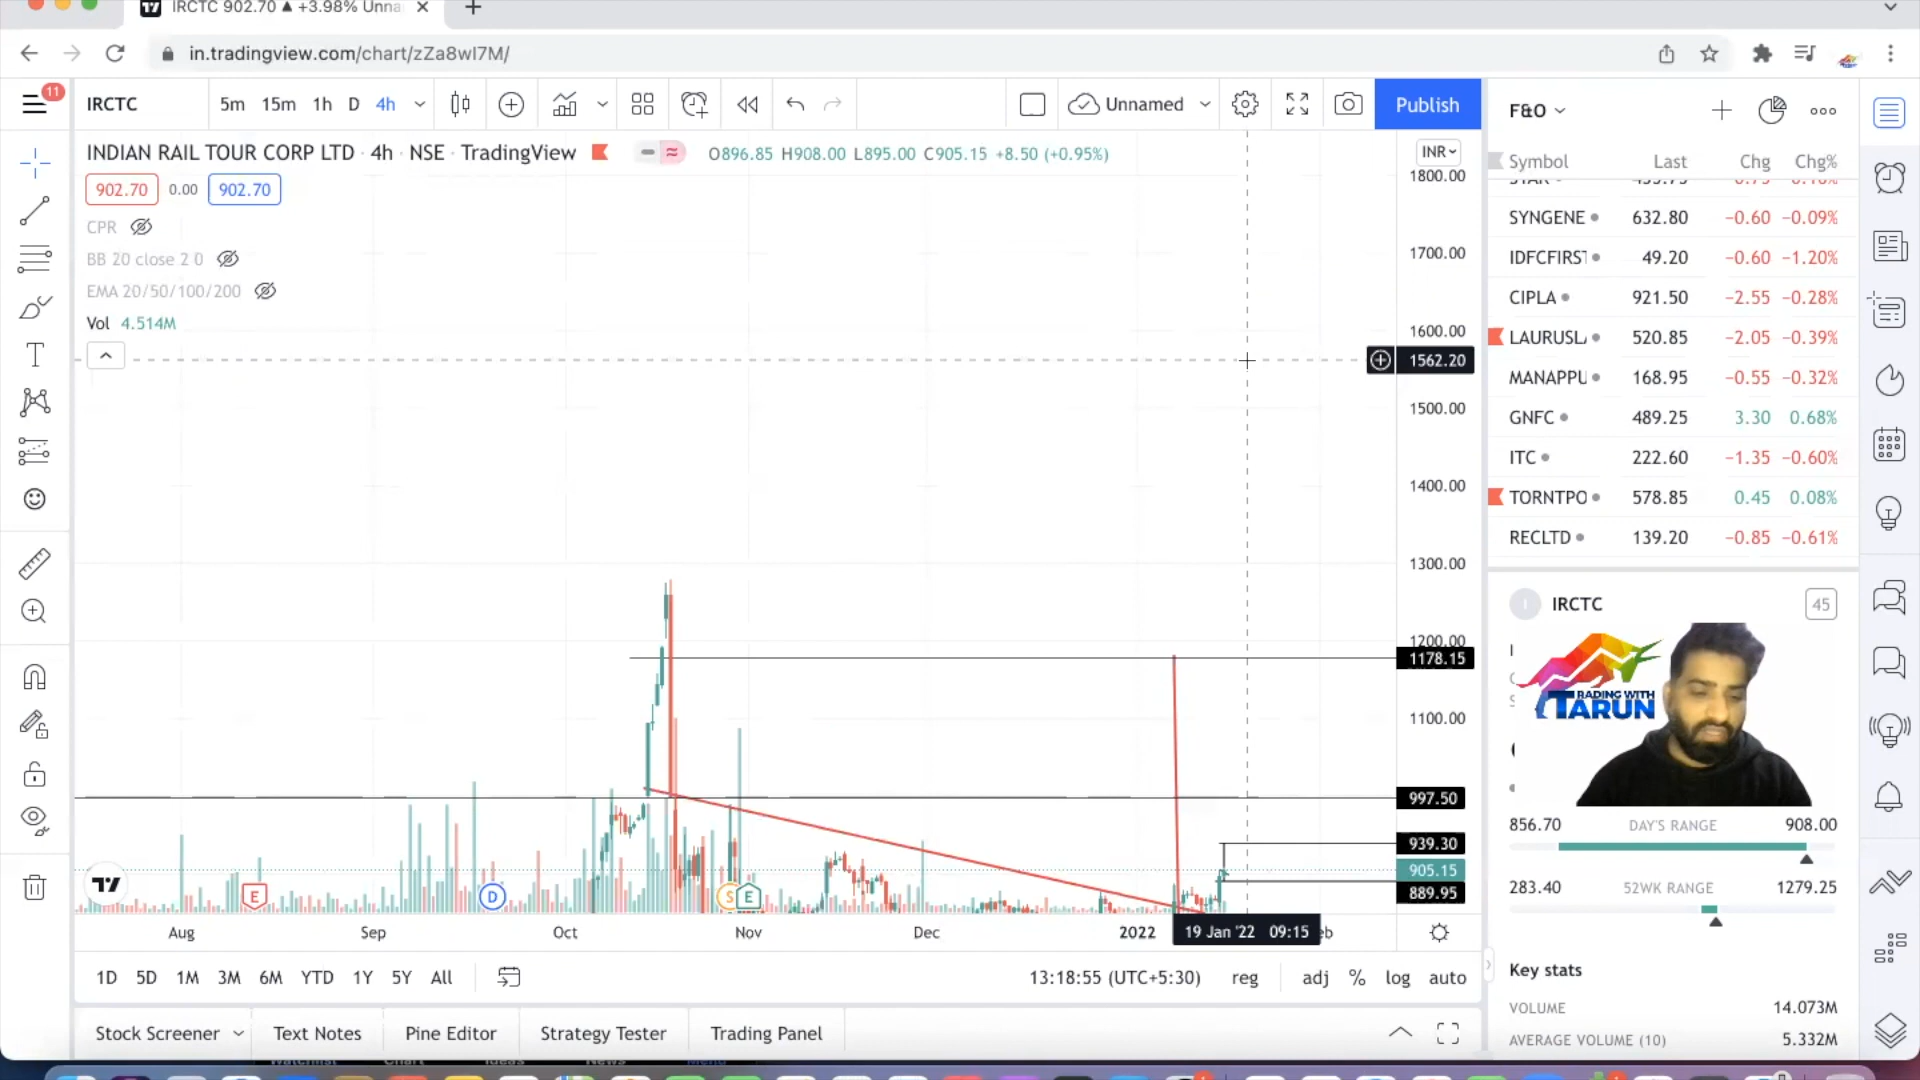 IRCTC 902.70 ▲ +3.98% Unna
in.tradingview.com/chart/zZa8wI7M/
11
IRCTC 5m 15m 1h D 4h Unnamed Publish
INDIAN RAIL TOUR CORP LTD · 4h · NSE · TradingView O896.85 H908.00 L895.00 C905.15 +8.50 (+0.95%)
902.70 0.00 902.70
CPR
BB 20 close 2 0
EMA 20/50/100/200
Vol 4.514M
INR
1800.00
1700.00
1600.00
1562.20
1500.00
1400.00
1300.00
1200.00
1178.15
1100.00
997.50
939.30
905.15
889.95
E D S E
Aug Sep Oct Nov Dec 2022 19 Jan '22 09:15 eb
1D 5D 1M 3M 6M YTD 1Y 5Y All 13:18:55 (UTC+5:30) reg adj % log auto
Stock Screener Text Notes Pine Editor Strategy Tester Trading Panel
F&O
Symbol Last Chg Chg%
SYNGENE 632.80 −0.60 −0.09%
IDFCFIRST 49.20 −0.60 −1.20%
CIPLA 921.50 −2.55 −0.28%
LAURUSL 520.85 −2.05 −0.39%
MANAPPU 168.95 −0.55 −0.32%
GNFC 489.25 3.30 0.68%
ITC 222.60 −1.35 −0.60%
TORNTPO 578.85 0.45 0.08%
RECLTD 139.20 −0.85 −0.61%
I IRCTC 45
TRADING WITH
TARUN
856.70 DAY'S RANGE 908.00
283.40 52WK RANGE 1279.25
Key stats
VOLUME 14.073M
AVERAGE VOLUME (10) 5.332M